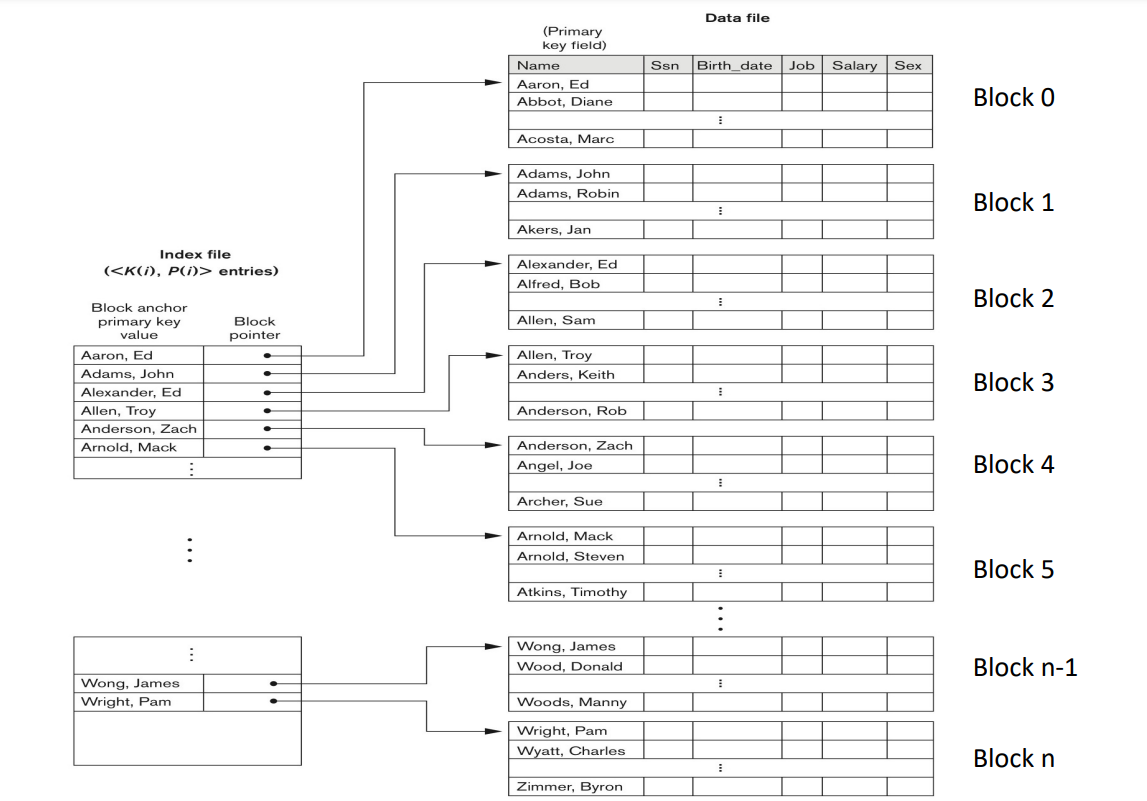 Data file
(Primary
key field)
Name Ssn Birth_date Job Salary Sex
Aaron, Ed
Abbot, Diane
⋮
Acosta, Marc
Block 0
Adams, John
Adams, Robin
⋮
Akers, Jan
Block 1
Alexander, Ed
Alfred, Bob
⋮
Allen, Sam
Block 2
Allen, Troy
Anders, Keith
⋮
Anderson, Rob
Block 3
Anderson, Zach
Angel, Joe
⋮
Archer, Sue
Block 4
Arnold, Mack
Arnold, Steven
⋮
Atkins, Timothy
Block 5
⋮
Wong, James
Wood, Donald
⋮
Woods, Manny
Block n-1
Wright, Pam
Wyatt, Charles
⋮
Zimmer, Byron
Block n
Index file
(<K(i), P(i)> entries)
Block anchor
primary key
value
Block
pointer
Aaron, Ed
Adams, John
Alexander, Ed
Allen, Troy
Anderson, Zach
Arnold, Mack
⋮
⋮
⋮
Wong, James
Wright, Pam